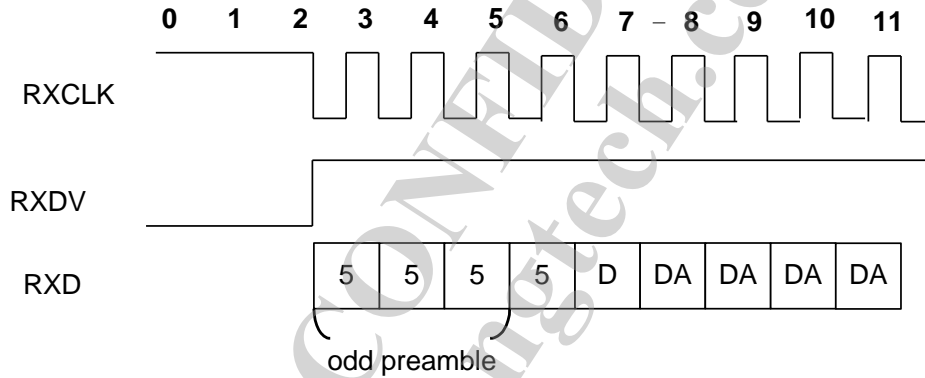 0 1 2 3 4 5 6 7 – 8 9 10 11
RXCLK
RXDV
RXD 5 5 5 5 D DA DA DA DA
odd preamble